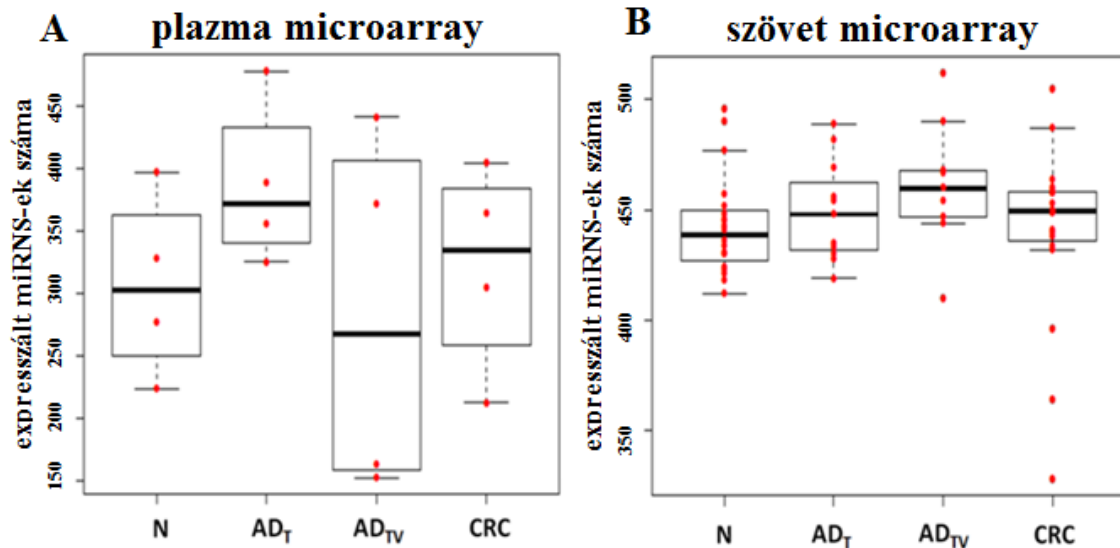 A plazma microarray
expresszált miRNS-ek száma
450
400
350
300
250
200
150
N AD_T AD_TV CRC
B szövet microarray
expresszált miRNS-ek száma
500
450
400
350
N AD_T AD_TV CRC